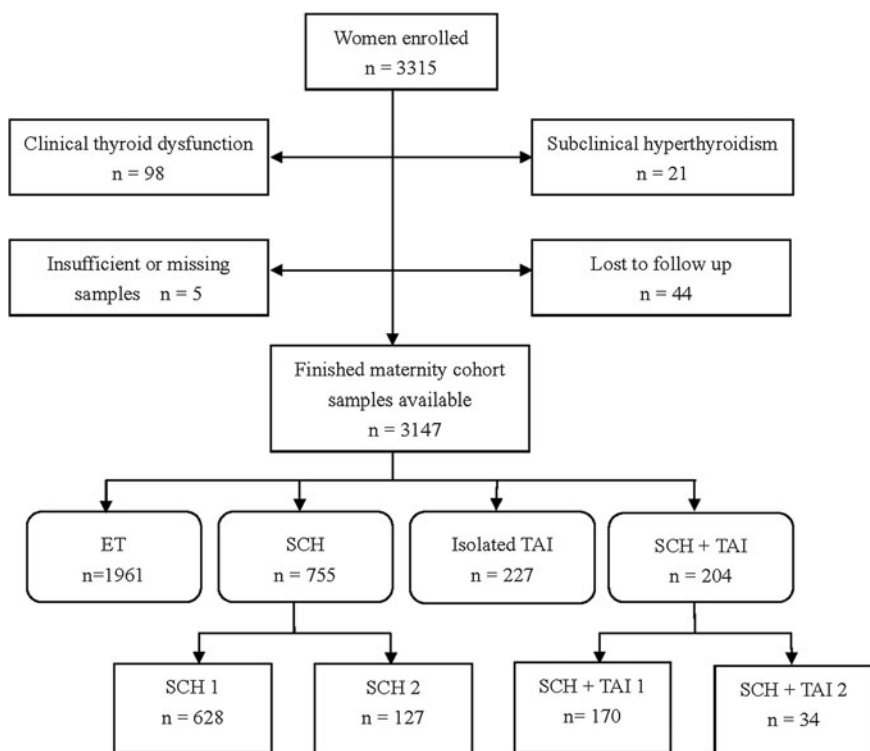 Women enrolled
n = 3315
Clinical thyroid dysfunction
n = 98
Subclinical hyperthyroidism
n = 21
Insufficient or missing
samples n = 5
Lost to follow up
n = 44
Finished maternity cohort
samples available
n = 3147
ET
n=1961
SCH
n = 755
Isolated TAI
n = 227
SCH + TAI
n = 204
SCH 1
n = 628
SCH 2
n = 127
SCH + TAI 1
n= 170
SCH + TAI 2
n = 34